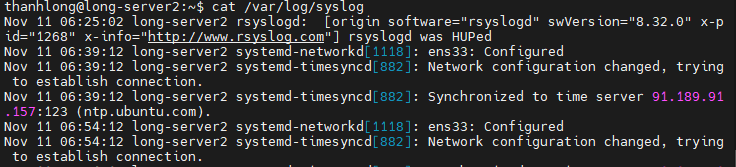 thanhlong@long-server2:~$ cat /var/log/syslog
Nov 11 06:25:02 long-server2 rsyslogd:  [origin software="rsyslogd" swVersion="8.32.0" x-p
id="1268" x-info="http://www.rsyslog.com"] rsyslogd was HUPed
Nov 11 06:39:12 long-server2 systemd-networkd[1118]: ens33: Configured
Nov 11 06:39:12 long-server2 systemd-timesyncd[882]: Network configuration changed, trying
to establish connection.
Nov 11 06:39:12 long-server2 systemd-timesyncd[882]: Synchronized to time server 91.189.91
.157:123 (ntp.ubuntu.com).
Nov 11 06:54:12 long-server2 systemd-networkd[1118]: ens33: Configured
Nov 11 06:54:12 long-server2 systemd-timesyncd[882]: Network configuration changed, trying
to establish connection.